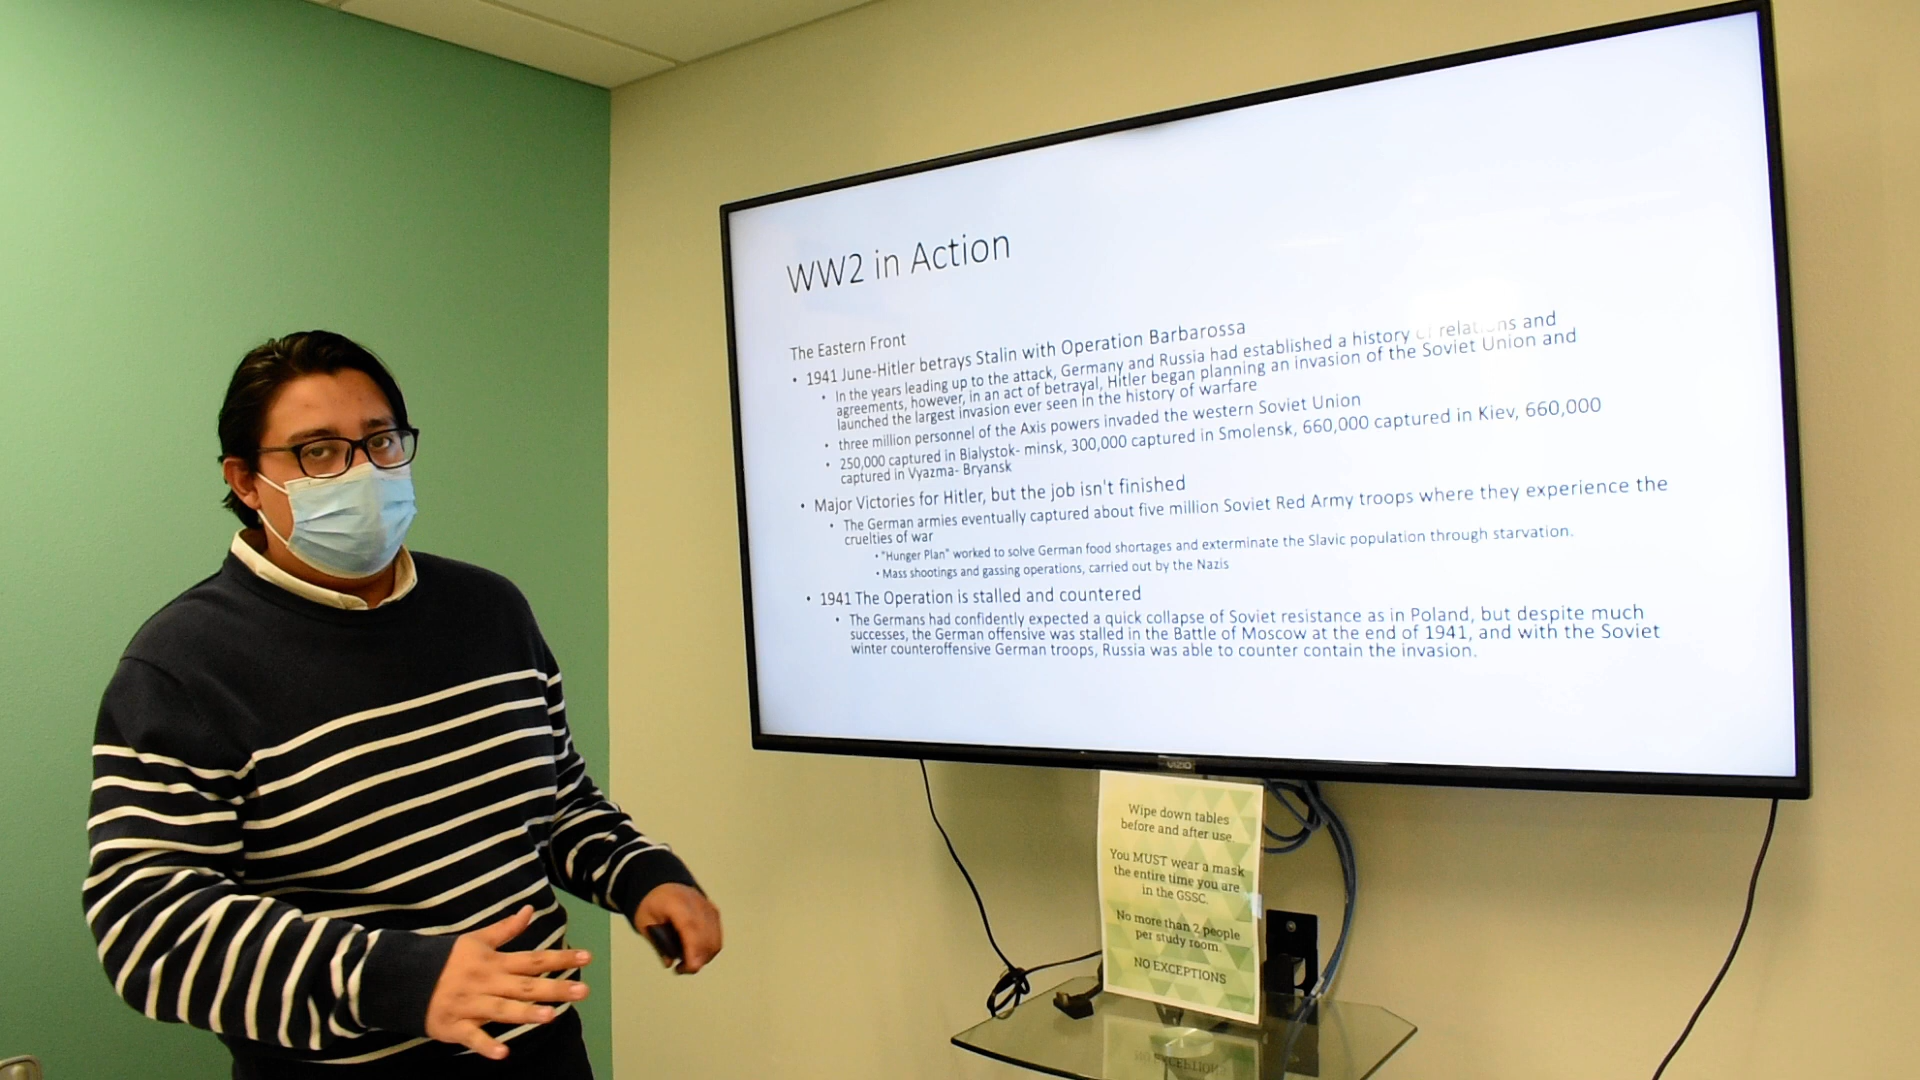 WW2 in Action
The Eastern Front
• 1941 June-Hitler betrays Stalin with Operation Barbarossa
• In the years leading up to the attack, Germany and Russia had established a history of relations and
agreements, however, in an act of betrayal, Hitler began planning an invasion of the Soviet Union and
launched the largest invasion ever seen in the history of warfare
• three million personnel of the Axis powers invaded the western Soviet Union
• 250,000 captured in Bialystok- minsk, 300,000 captured in Smolensk, 660,000 captured in Kiev, 660,000
captured in Vyazma- Bryansk
• Major Victories for Hitler, but the job isn't finished
• The German armies eventually captured about five million Soviet Red Army troops where they experience the
cruelties of war
• "Hunger Plan" worked to solve German food shortages and exterminate the Slavic population through starvation.
• Mass shootings and gassing operations, carried out by the Nazis
• 1941 The Operation is stalled and countered
• The Germans had confidently expected a quick collapse of Soviet resistance as in Poland, but despite much
successes, the German offensive was stalled in the Battle of Moscow at the end of 1941, and with the Soviet
winter counteroffensive German troops, Russia was able to counter contain the invasion.
VIZIO
Wipe down tables
before and after use.
You MUST wear a mask
the entire time you are
in the GSSC.
No more than 2 people
per study room.
NO EXCEPTIONS